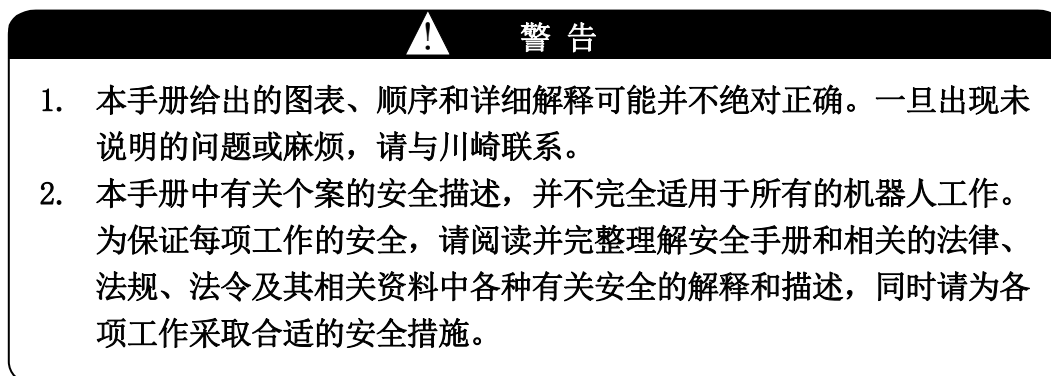 警 告
1. 本手册给出的图表、顺序和详细解释可能并不绝对正确。一旦出现未
说明的问题或麻烦，请与川崎联系。
2. 本手册中有关个案的安全描述，并不完全适用于所有的机器人工作。
为保证每项工作的安全，请阅读并完整理解安全手册和相关的法律、
法规、法令及其相关资料中各种有关安全的解释和描述，同时请为各
项工作采取合适的安全措施。